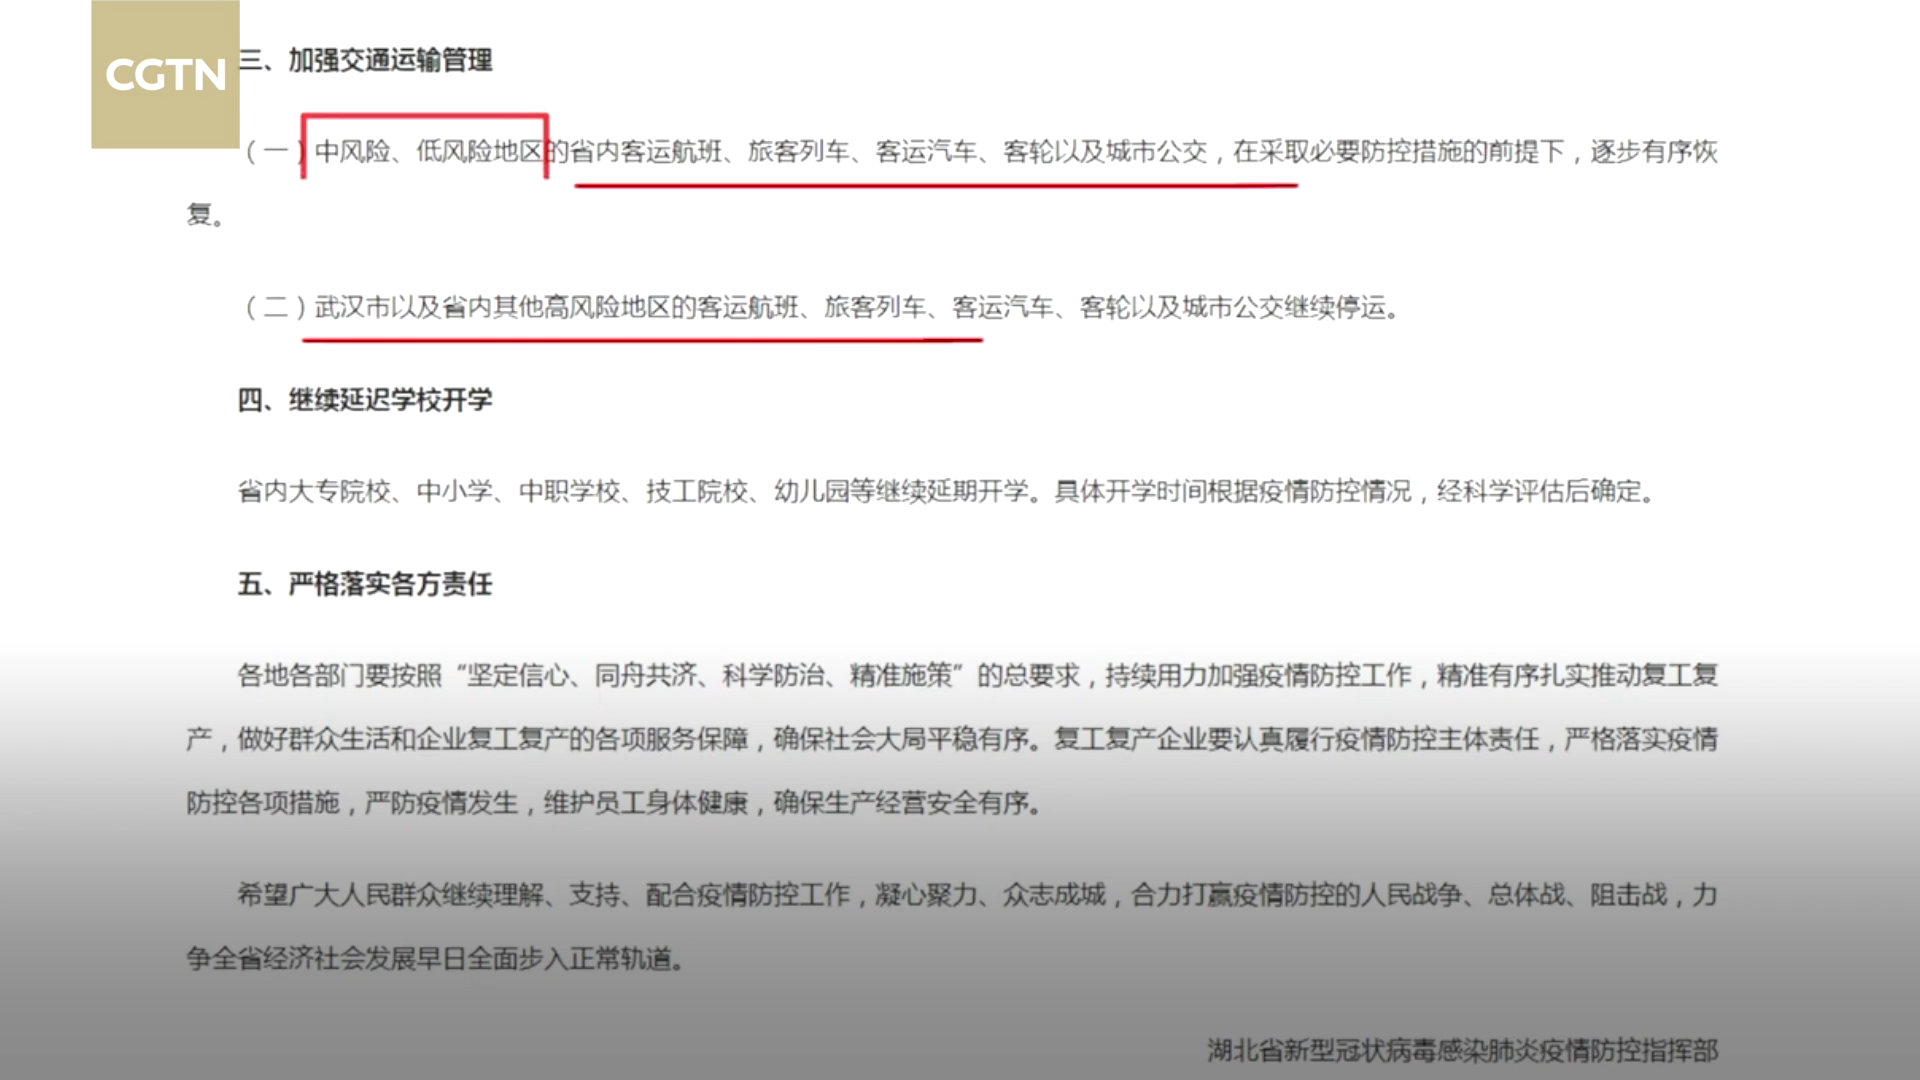 CGTN
三、加强交通运输管理
（一）中风险、低风险地区的省内客运航班、旅客列车、客运汽车、客轮以及城市公交，在采取必要防控措施的前提下，逐步有序恢
复。
（二）武汉市以及省内其他高风险地区的客运航班、旅客列车、客运汽车、客轮以及城市公交继续停运。
四、继续延迟学校开学
省内大专院校、中小学、中职学校、技工院校、幼儿园等继续延期开学。具体开学时间根据疫情防控情况，经科学评估后确定。
五、严格落实各方责任
各地各部门要按照“坚定信心、同舟共济、科学防治、精准施策”的总要求，持续用力加强疫情防控工作，精准有序扎实推动复工复
产，做好群众生活和企业复工复产的各项服务保障，确保社会大局平稳有序。复工复产企业要认真履行疫情防控主体责任，严格落实疫情
防控各项措施，严防疫情发生，维护员工身体健康，确保生产经营安全有序。
希望广大人民群众继续理解、支持、配合疫情防控工作，凝心聚力、众志成城，合力打赢疫情防控的人民战争、总体战、阻击战，力
争全省经济社会发展早日全面步入正常轨道。
湖北省新型冠状病毒感染肺炎疫情防控指挥部